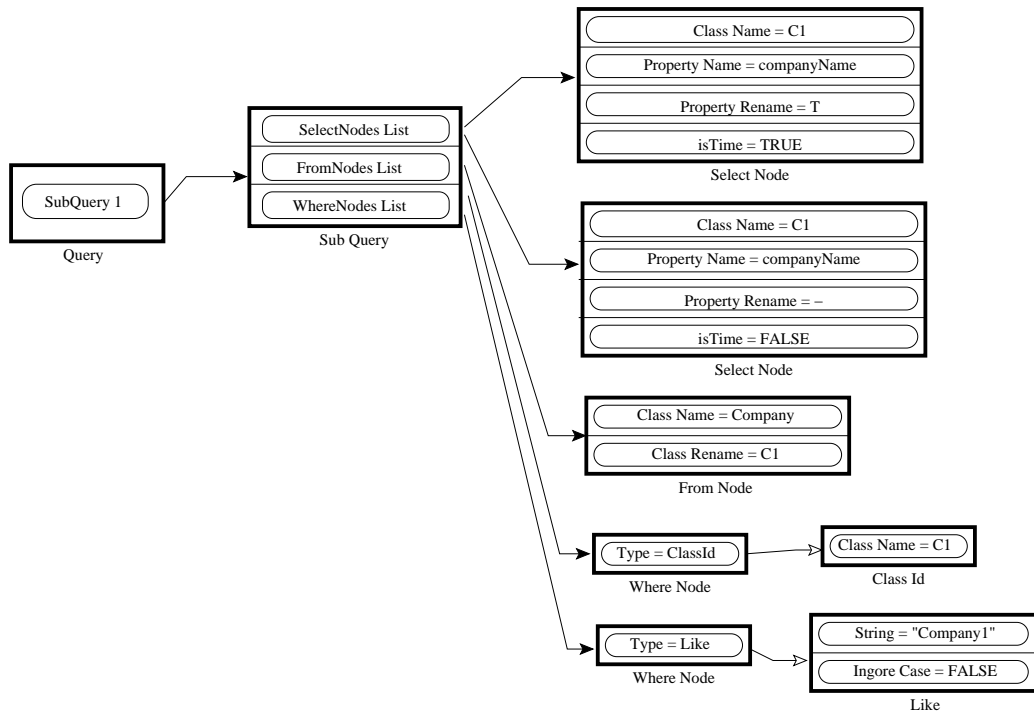 SubQuery 1
Query
SelectNodes List
FromNodes List
WhereNodes List
Sub Query
Class Name = C1
Property Name = companyName
Property Rename = T
isTime = TRUE
Select Node
Class Name = C1
Property Name = companyName
Property Rename = −
isTime = FALSE
Select Node
Class Name = Company
Class Rename = C1
From Node
Type = ClassId
Where Node
Class Name = C1
Class Id
Type = Like
Where Node
String = "Company1"
Ingore Case = FALSE
Like